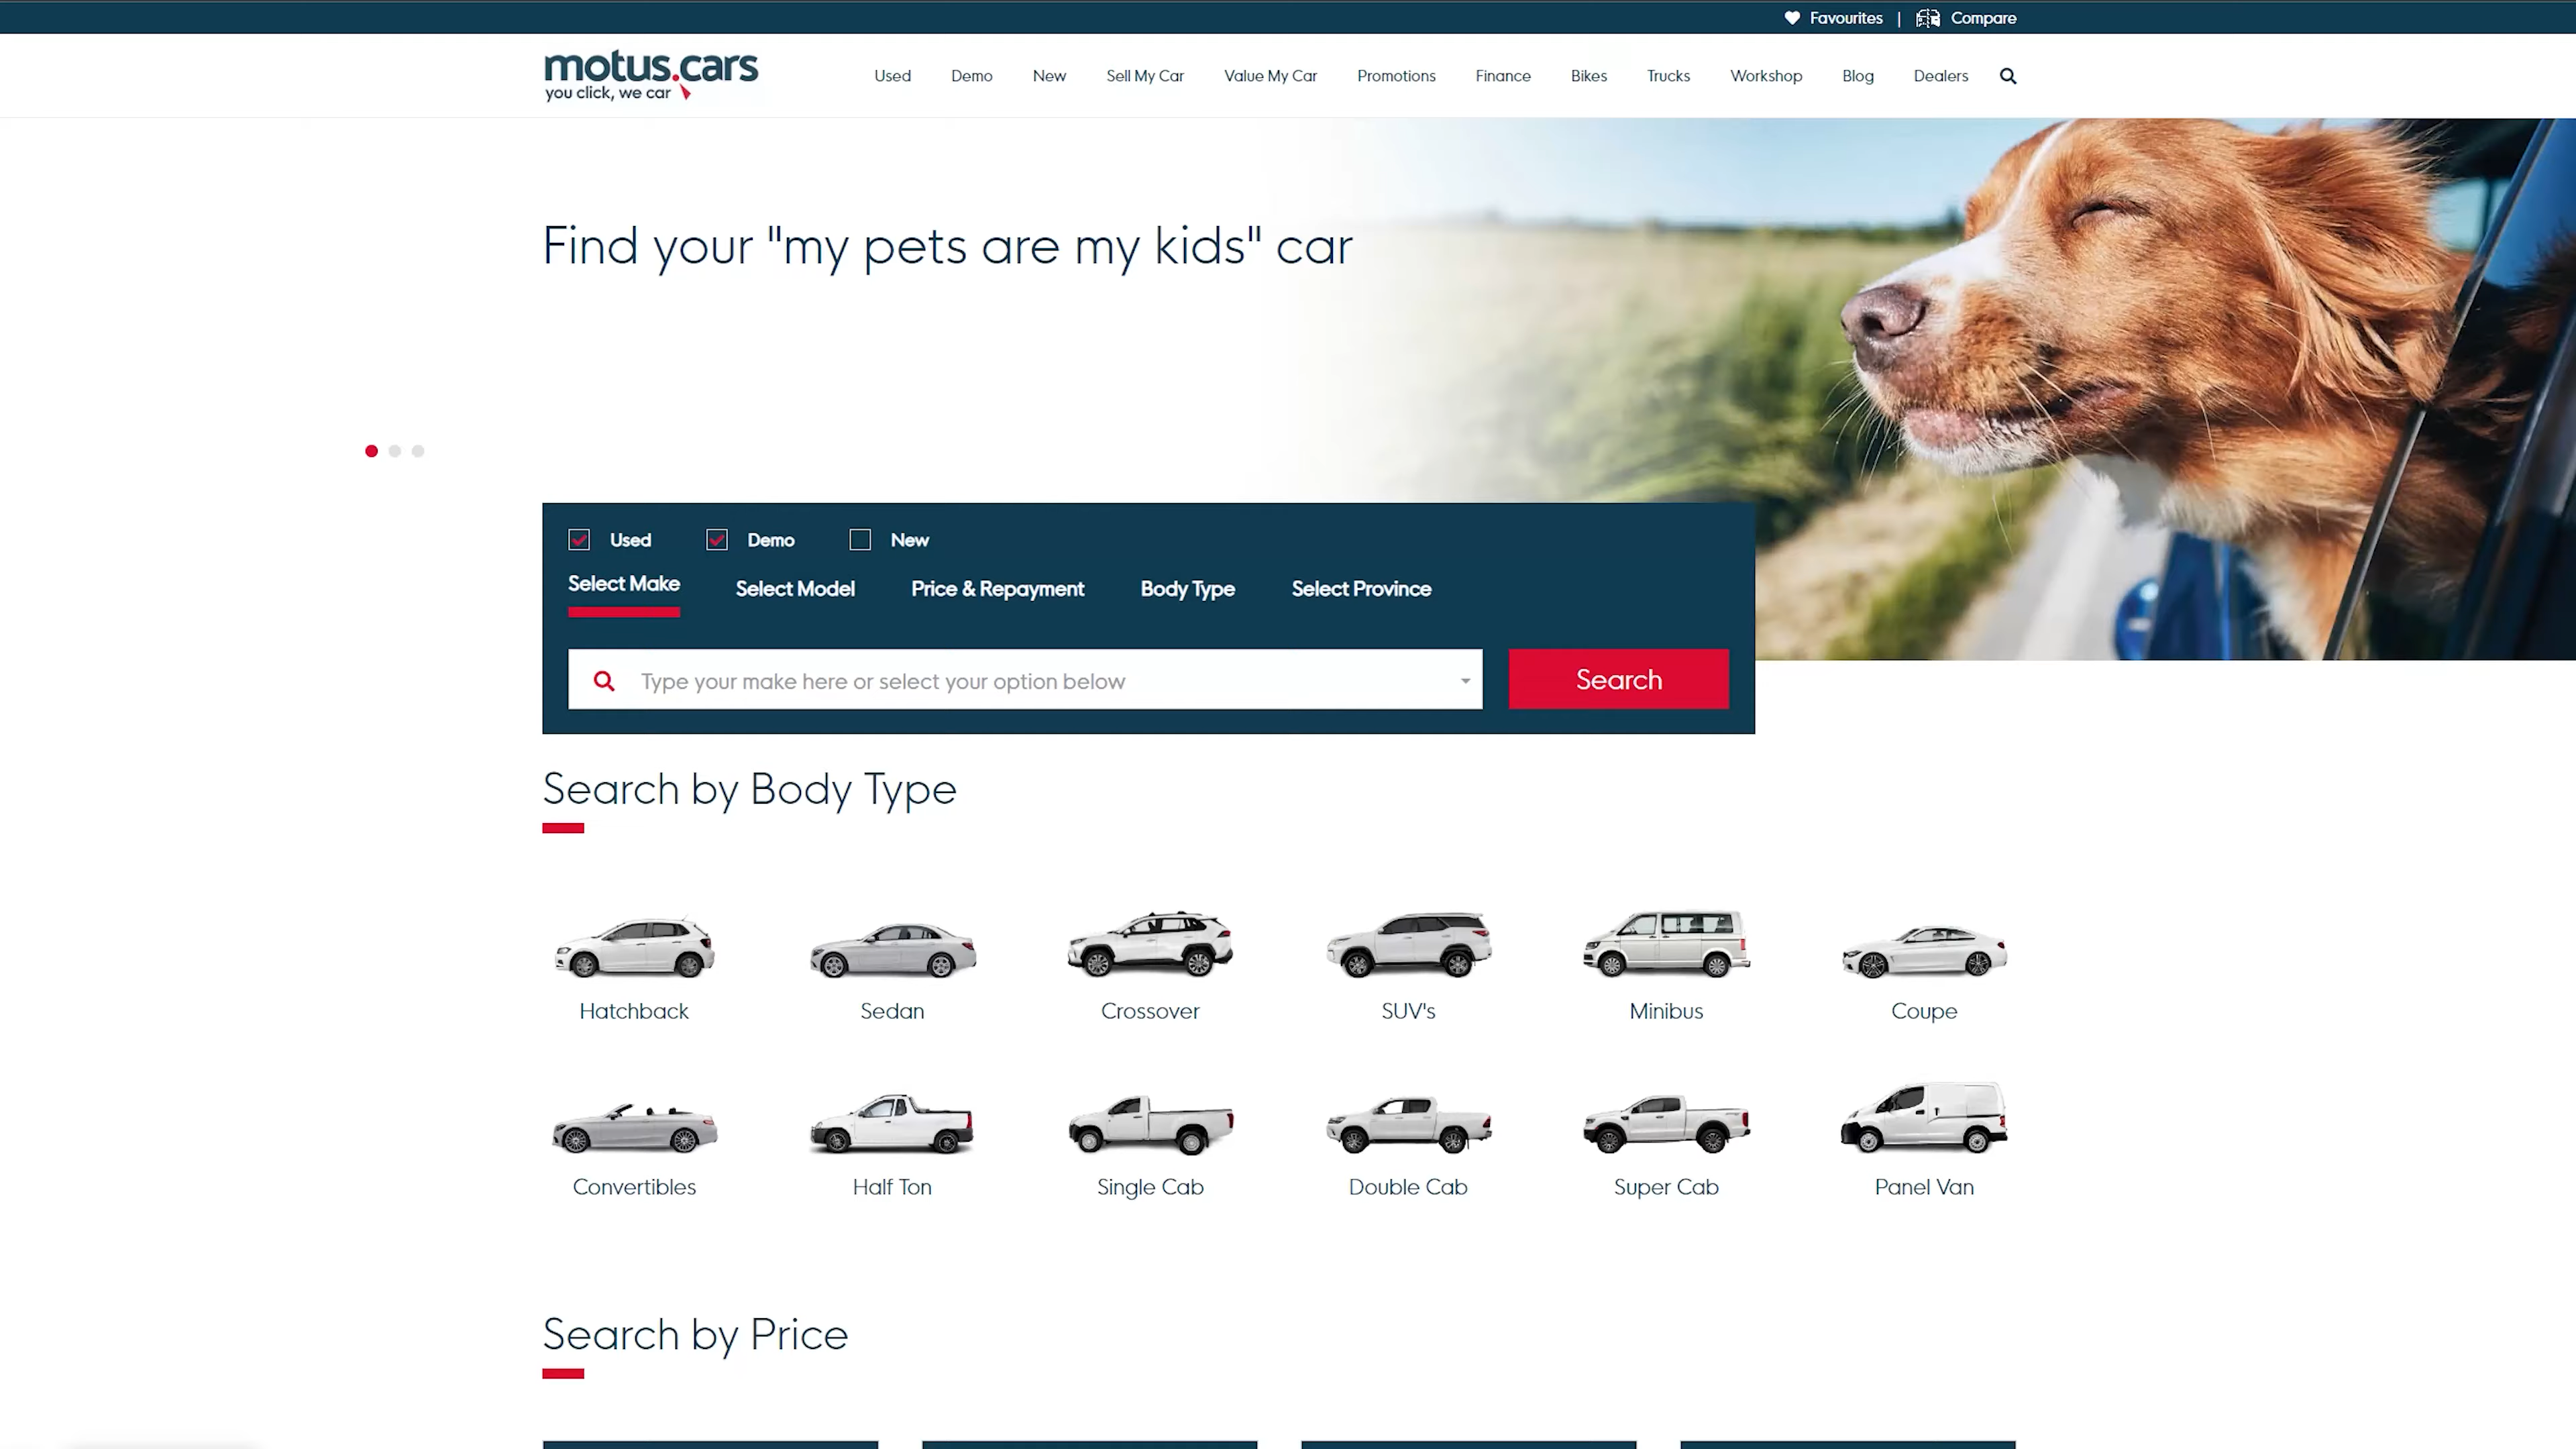 Favourites | Compare
motus.cars
you click, we car
Used Demo New Sell My Car Value My Car Promotions Finance Bikes Trucks Workshop Blog Dealers
Find your "my pets are my kids" car
Used Demo New
Select Make Select Model Price & Repayment Body Type Select Province
Type your make here or select your option below
Search
Search by Body Type
Hatchback Sedan Crossover SUV's Minibus Coupe
Convertibles Half Ton Single Cab Double Cab Super Cab Panel Van
Search by Price